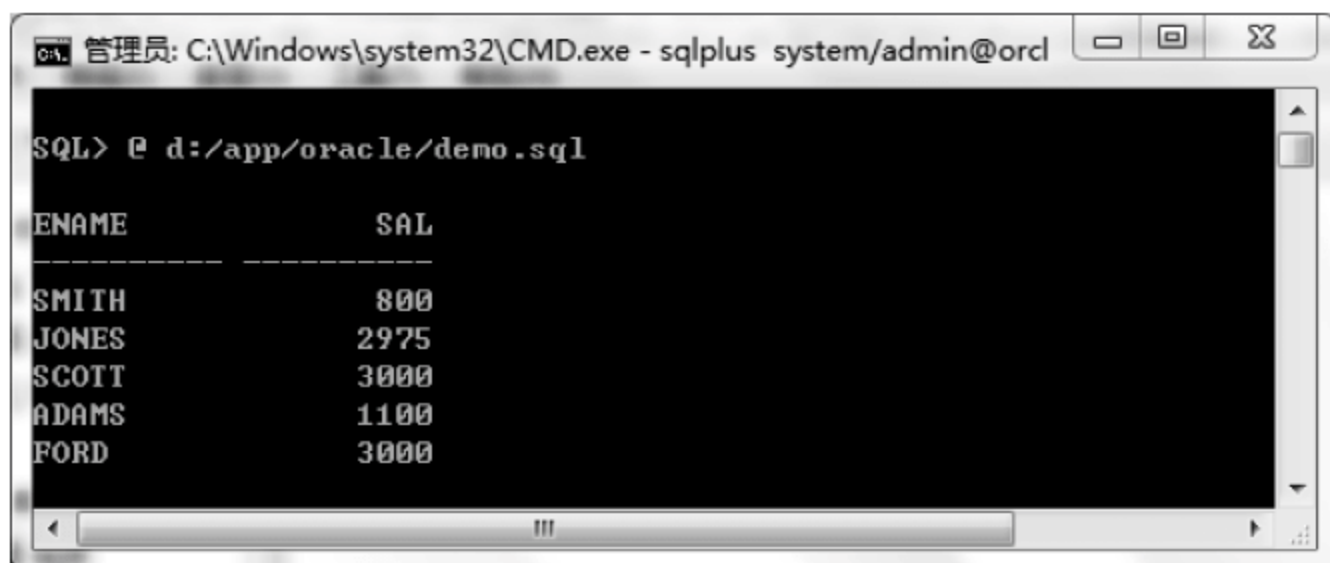 管理员: C:\Windows\system32\CMD.exe - sqlplus system/admin@orcl
SQL> @ d:/app/oracle/demo.sql
ENAME SAL
---------- ----------
SMITH 800
JONES 2975
SCOTT 3000
ADAMS 1100
FORD 3000